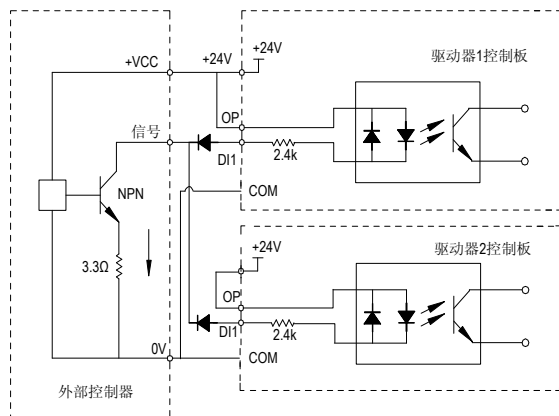 +24V
+VCC
+24V
驱动器1控制板
OP
信号
DI1
2.4k
NPN
COM
+24V
驱动器2控制板
3.3Ω
OP
DI1
2.4k
0V
COM
外部控制器